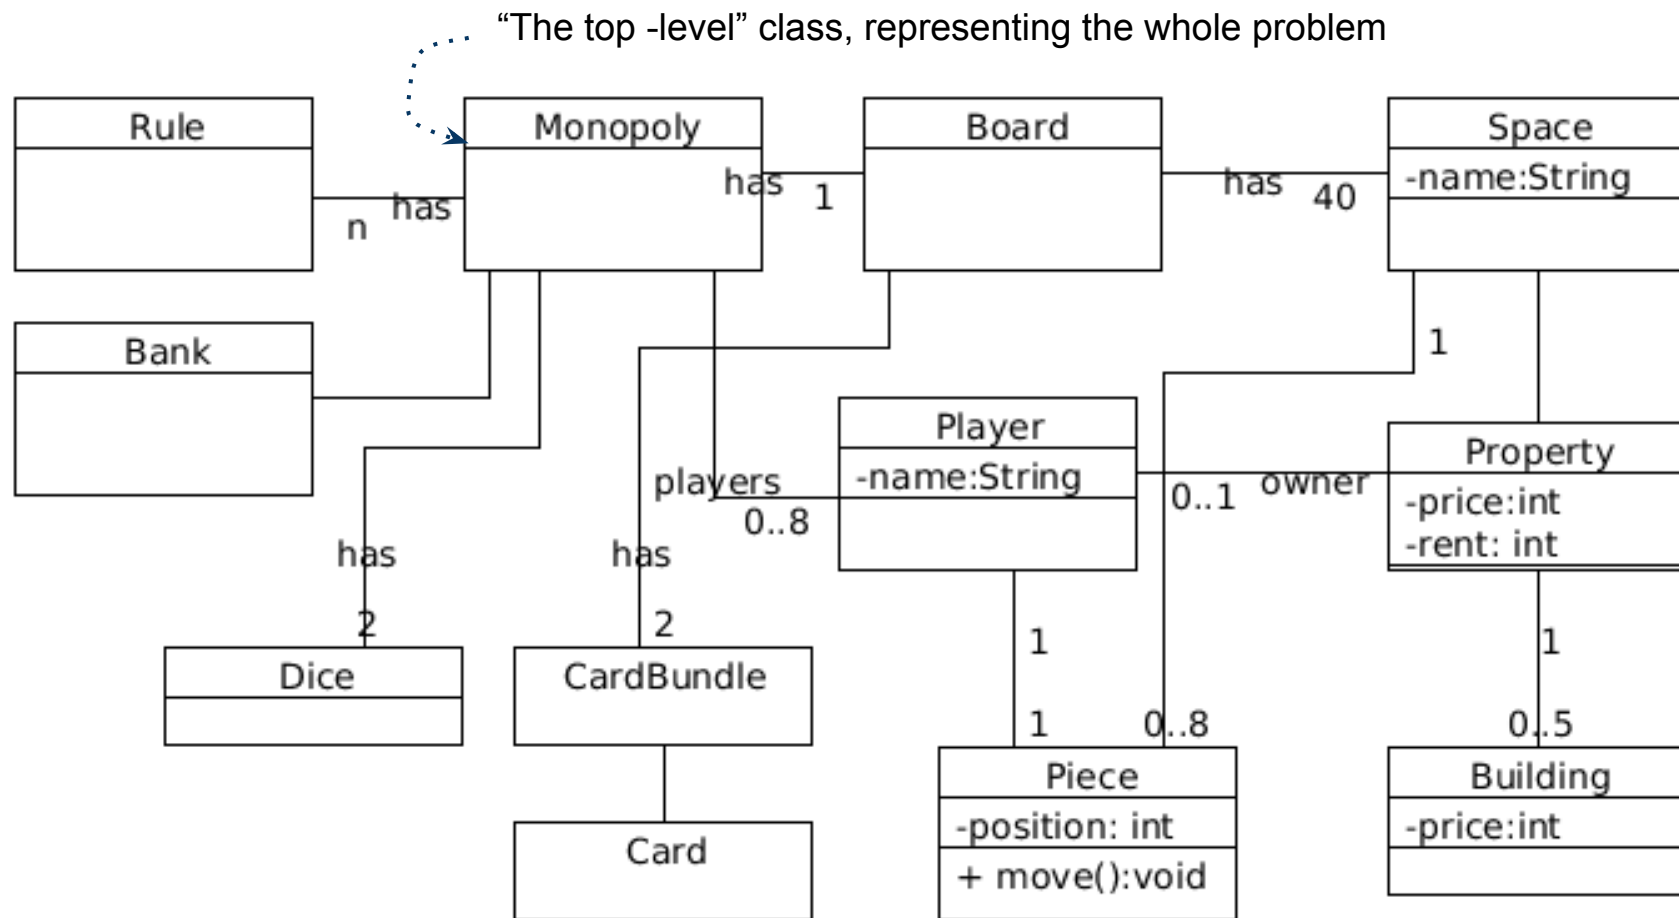 “The top -level” class, representing the whole problem
Rule
Monopoly
Board
Space
-name:String
has
n
has
1
has
40
Bank
1
Player
-name:String
players
0..8
0..1
owner
Property
-price:int
-rent: int
has
2
has
2
1
1
0..8
1
0..5
Dice
CardBundle
Card
Piece
-position: int
+ move():void
Building
-price:int